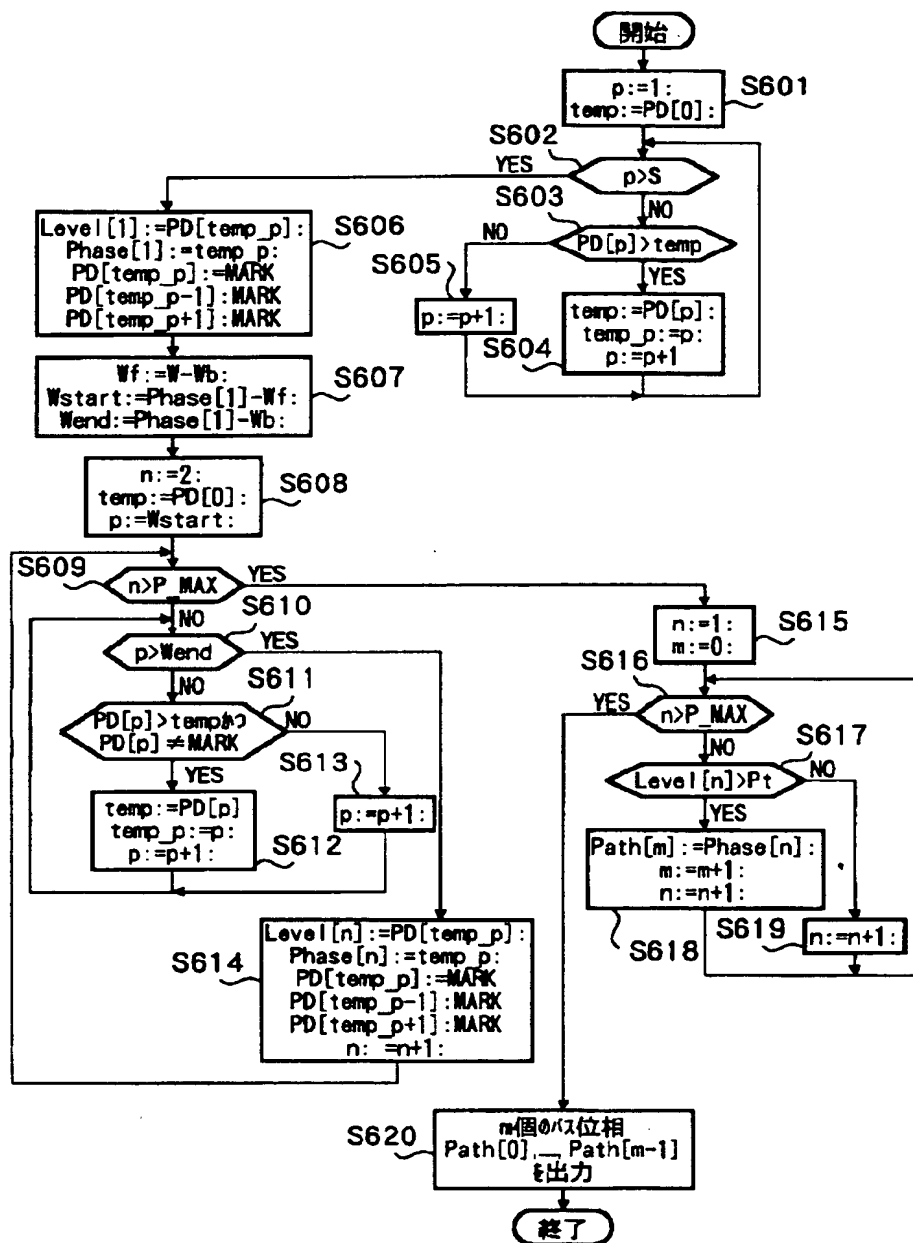 開始
p:=1:
temp:=PD[0]:
S601
S602
p>S
YES
NO
S603
PD[p]>temp
NO
YES
S605
p:=p+1:
temp:=PD[p]:
temp_p:=p:
p:=p+1
S604
Level[1]:=PD[temp_p]:
Phase[1]:=temp_p:
PD[temp_p]:=MARK
PD[temp_p-1]:MARK
PD[temp_p+1]:MARK
S606
Wf:=W-Wb:
Wstart:=Phase[1]-Wf:
Wend:=Phase[1]-Wb:
S607
n:=2:
temp:=PD[0]:
p:=Wstart:
S608
S609
n>P_MAX
YES
NO
S610
p>Wend
YES
NO
S611
PD[p]>tempかつ
PD[p]≠MARK
NO
YES
S613
p:=p+1:
temp:=PD[p]
temp_p:=p:
p:=p+1:
S612
S614
Level[n]:=PD[temp_p]:
Phase[n]:=temp_p:
PD[temp_p]:=MARK
PD[temp_p-1]:MARK
PD[temp_p+1]:MARK
n: =n+1:
n:=1:
m:=0:
S615
S616
n>P_MAX
YES
NO
S617
Level[n]>Pt
NO
YES
Path[m]:=Phase[n]:
m:=m+1:
n:=n+1:
S618
S619
n:=n+1:
S620
m個のパス位相
Path[0],…, Path[m-1]
を出力
終了